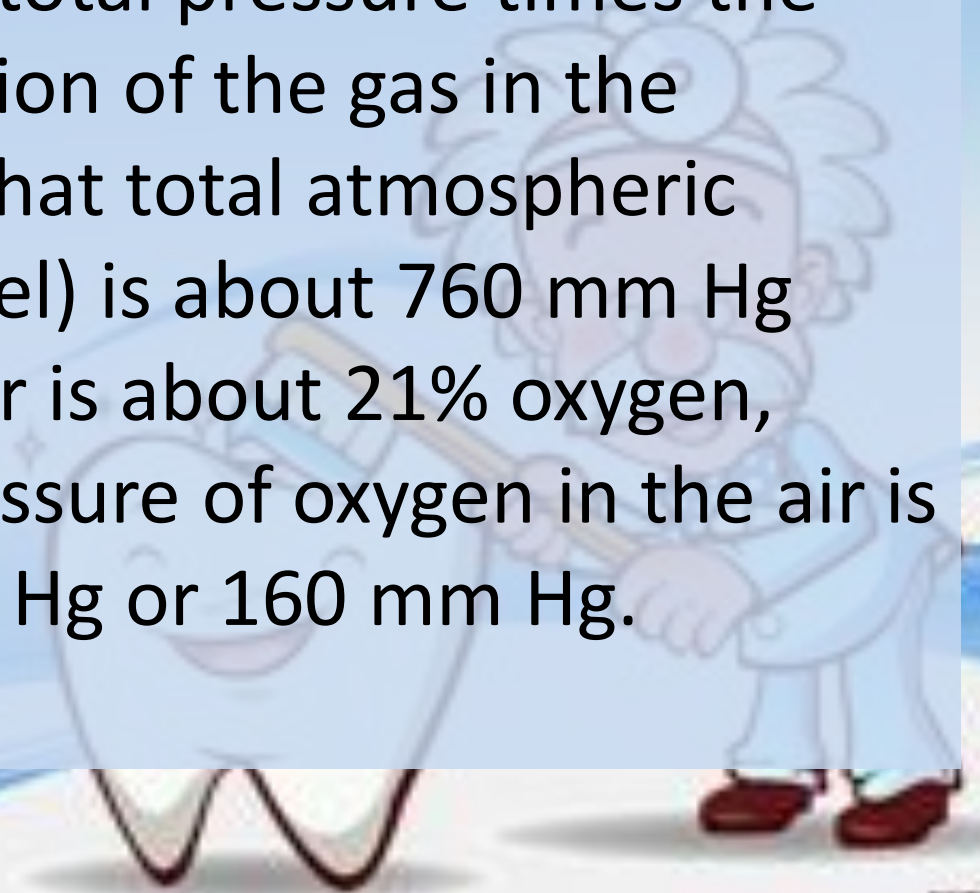 total pressure times the
ion of the gas in the
hat total atmospheric
el) is about 760 mm Hg
r is about 21% oxygen,
ssure of oxygen in the air is
Hg or 160 mm Hg.